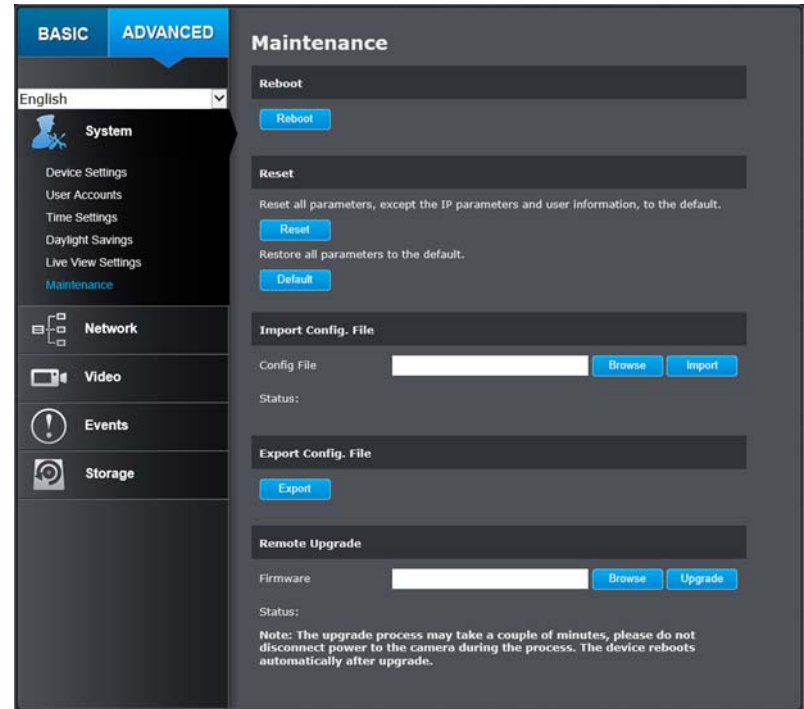 BASIC ADVANCED
English
System
Device Settings
User Accounts
Time Settings
Daylight Savings
Live View Settings
Maintenance
Network
Video
Events
Storage
Maintenance
Reboot
Reboot
Reset
Reset all parameters, except the IP parameters and user information, to the default.
Reset
Restore all parameters to the default.
Default
Import Config. File
Config File Browse Import
Status:
Export Config. File
Export
Remote Upgrade
Firmware Browse Upgrade
Status:
Note: The upgrade process may take a couple of minutes, please do not
disconnect power to the camera during the process. The device reboots
automatically after upgrade.